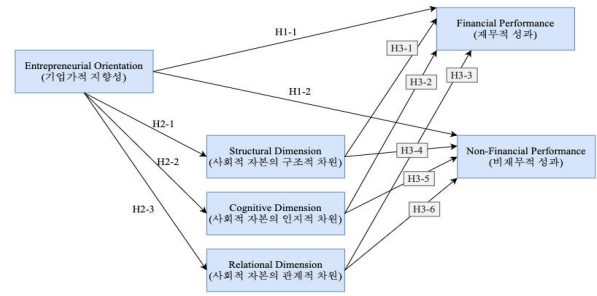 Financial Performance
(재무적 성과)
H1-1
H3-1
Entrepreneurial Orientation
(기업가적 지향성)
H3-2
H3-3
H1-2
H2-1
Structural Dimension
(사회적 자본의 구조적 차원)
H3-4
Non-Financial Performance
(비재무적 성과)
H2-2
H3-5
Cognitive Dimension
(사회적 자본의 인지적 차원)
H2-3
H3-6
Relational Dimension
(사회적 자본의 관계적 차원)